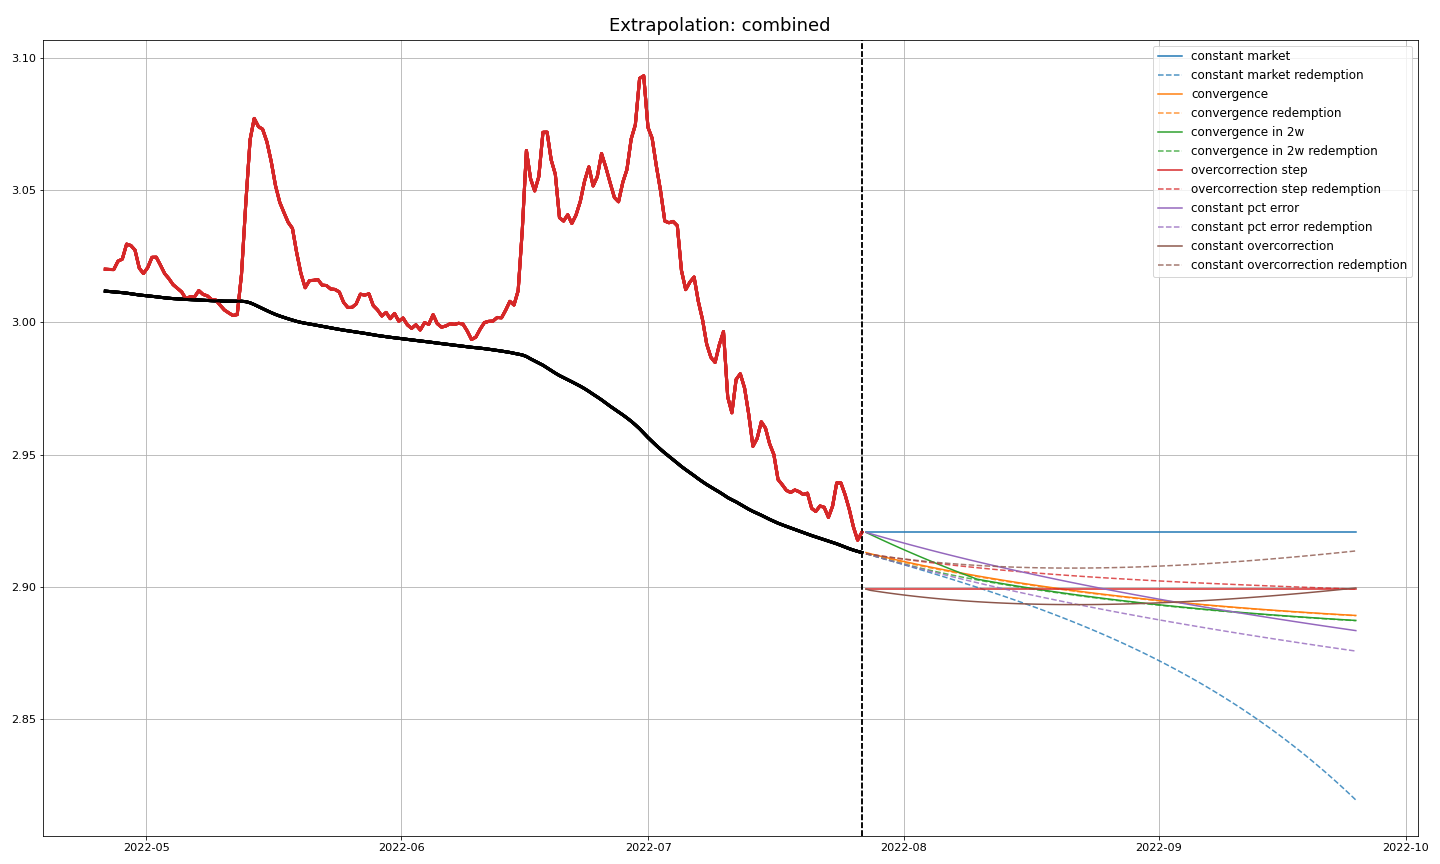 Extrapolation: combined
3.10
3.05
3.00
2.95
2.90
2.85
constant market
constant market redemption
convergence
convergence redemption
convergence in 2w
convergence in 2w redemption
overcorrection step
overcorrection step redemption
constant pct error
constant pct error redemption
constant overcorrection
constant overcorrection redemption
2022-05 2022-06 2022-07 2022-08 2022-09 2022-10